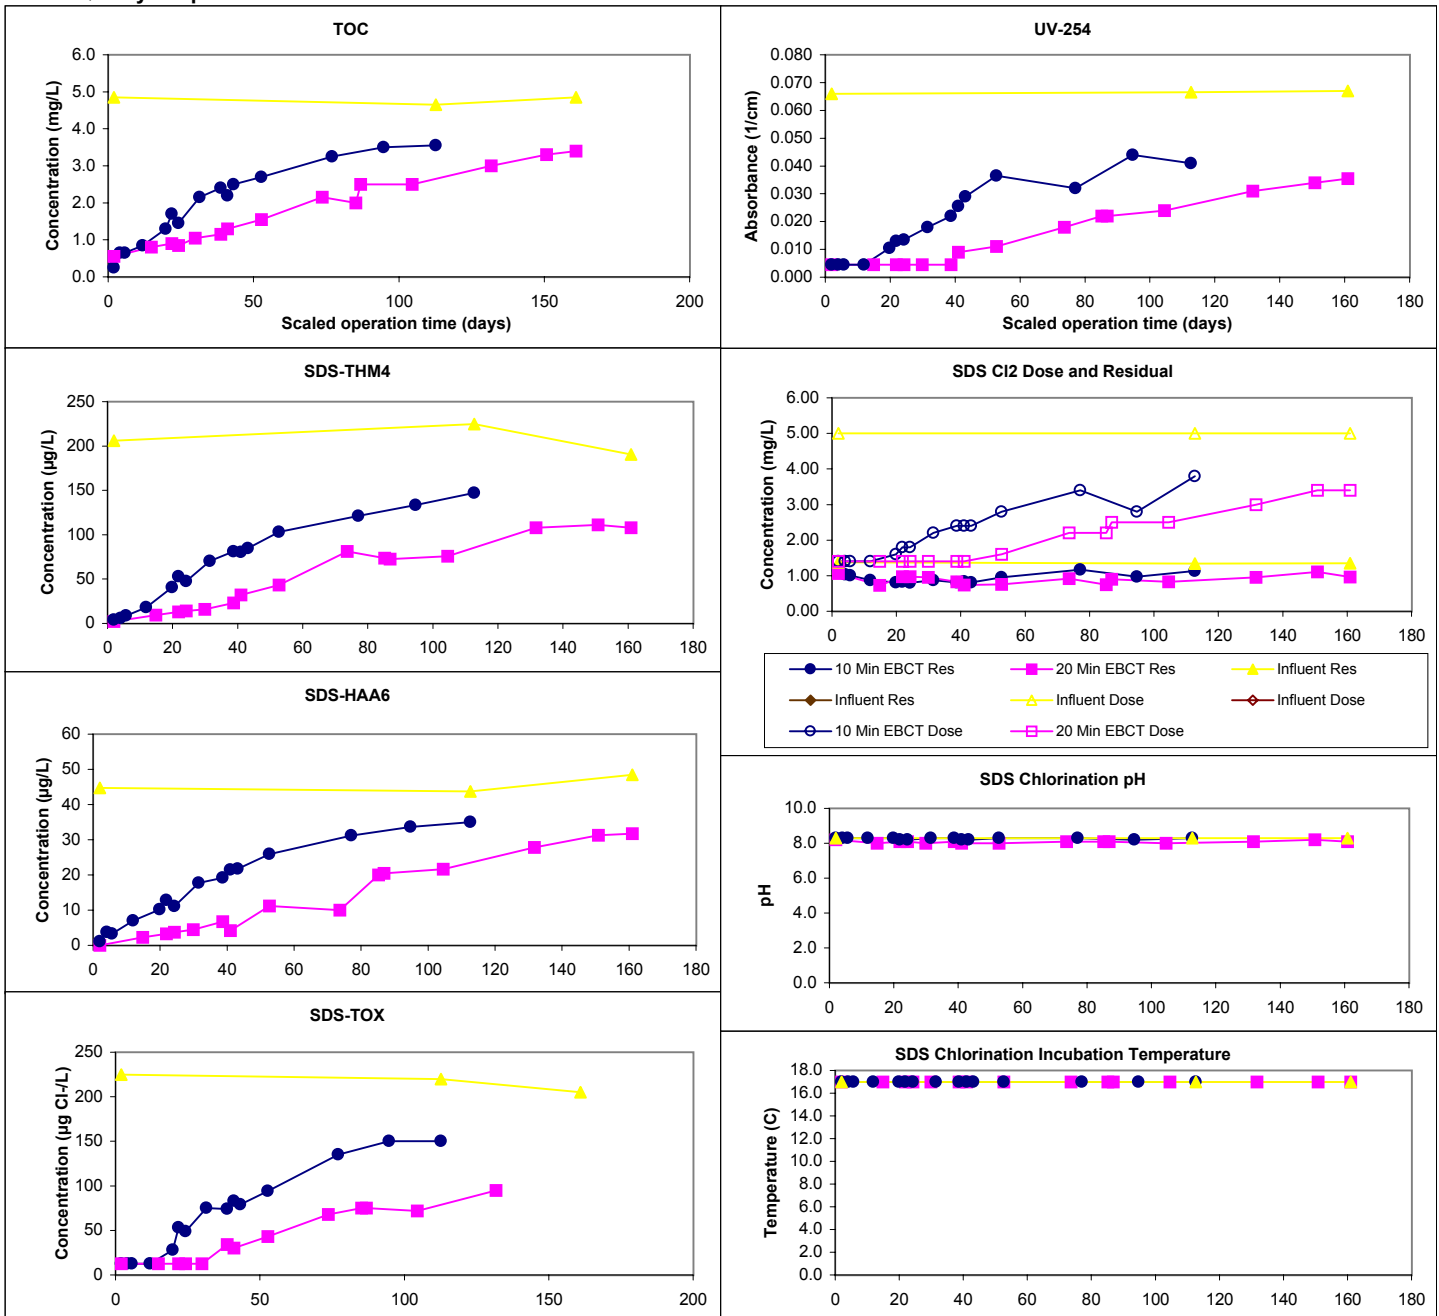 TOC
6.0
5.0
4.0
3.0
2.0
1.0
0.0
Concentration (mg/L)
0 50 100 150 200
Scaled operation time (days)
UV-254
0.080
0.070
0.060
0.050
0.040
0.030
0.020
0.010
0.000
Absorbance (1/cm)
0 20 40 60 80 100 120 140 160 180
Scaled operation time (days)
SDS-THM4
250
200
150
100
50
0
Concentration (µg/L)
0 20 40 60 80 100 120 140 160 180
SDS Cl2 Dose and Residual
6.00
5.00
4.00
3.00
2.00
1.00
0.00
Concentration (mg/L)
0 20 40 60 80 100 120 140 160 180
10 Min EBCT Res 20 Min EBCT Res Influent Res
Influent Res Influent Dose Influent Dose
10 Min EBCT Dose 20 Min EBCT Dose
SDS-HAA6
60
50
40
30
20
10
0
Concentration (µg/L)
0 20 40 60 80 100 120 140 160 180
SDS Chlorination pH
10.0
8.0
6.0
4.0
2.0
0.0
pH
0 20 40 60 80 100 120 140 160 180
SDS-TOX
250
200
150
100
50
0
Concentration (µg Cl-/L)
0 50 100 150 200
SDS Chlorination Incubation Temperature
18.0
16.0
14.0
12.0
10.0
8.0
6.0
4.0
2.0
0.0
Temperature (C)
0 20 40 60 80 100 120 140 160 180